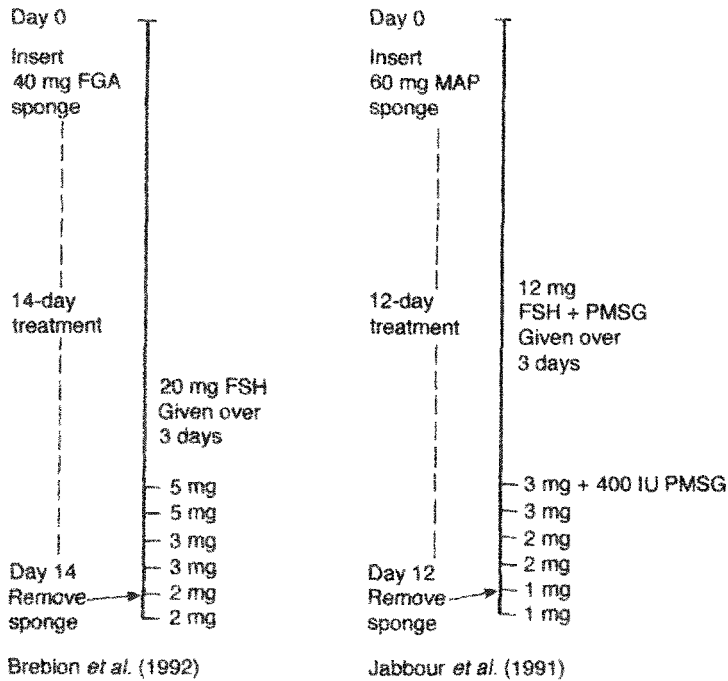 Day 0
Insert
40 mg FGA
sponge
14-day
treatment
20 mg FSH
Given over
3 days
5 mg
5 mg
3 mg
3 mg
2 mg
2 mg
Day 14
Remove
sponge
Brebion et al. (1992)
Day 0
Insert
60 mg MAP
sponge
12-day
treatment
12 mg
FSH + PMSG
Given over
3 days
3 mg + 400 IU PMSG
3 mg
2 mg
2 mg
1 mg
1 mg
Day 12
Remove
sponge
Jabbour et al. (1991)